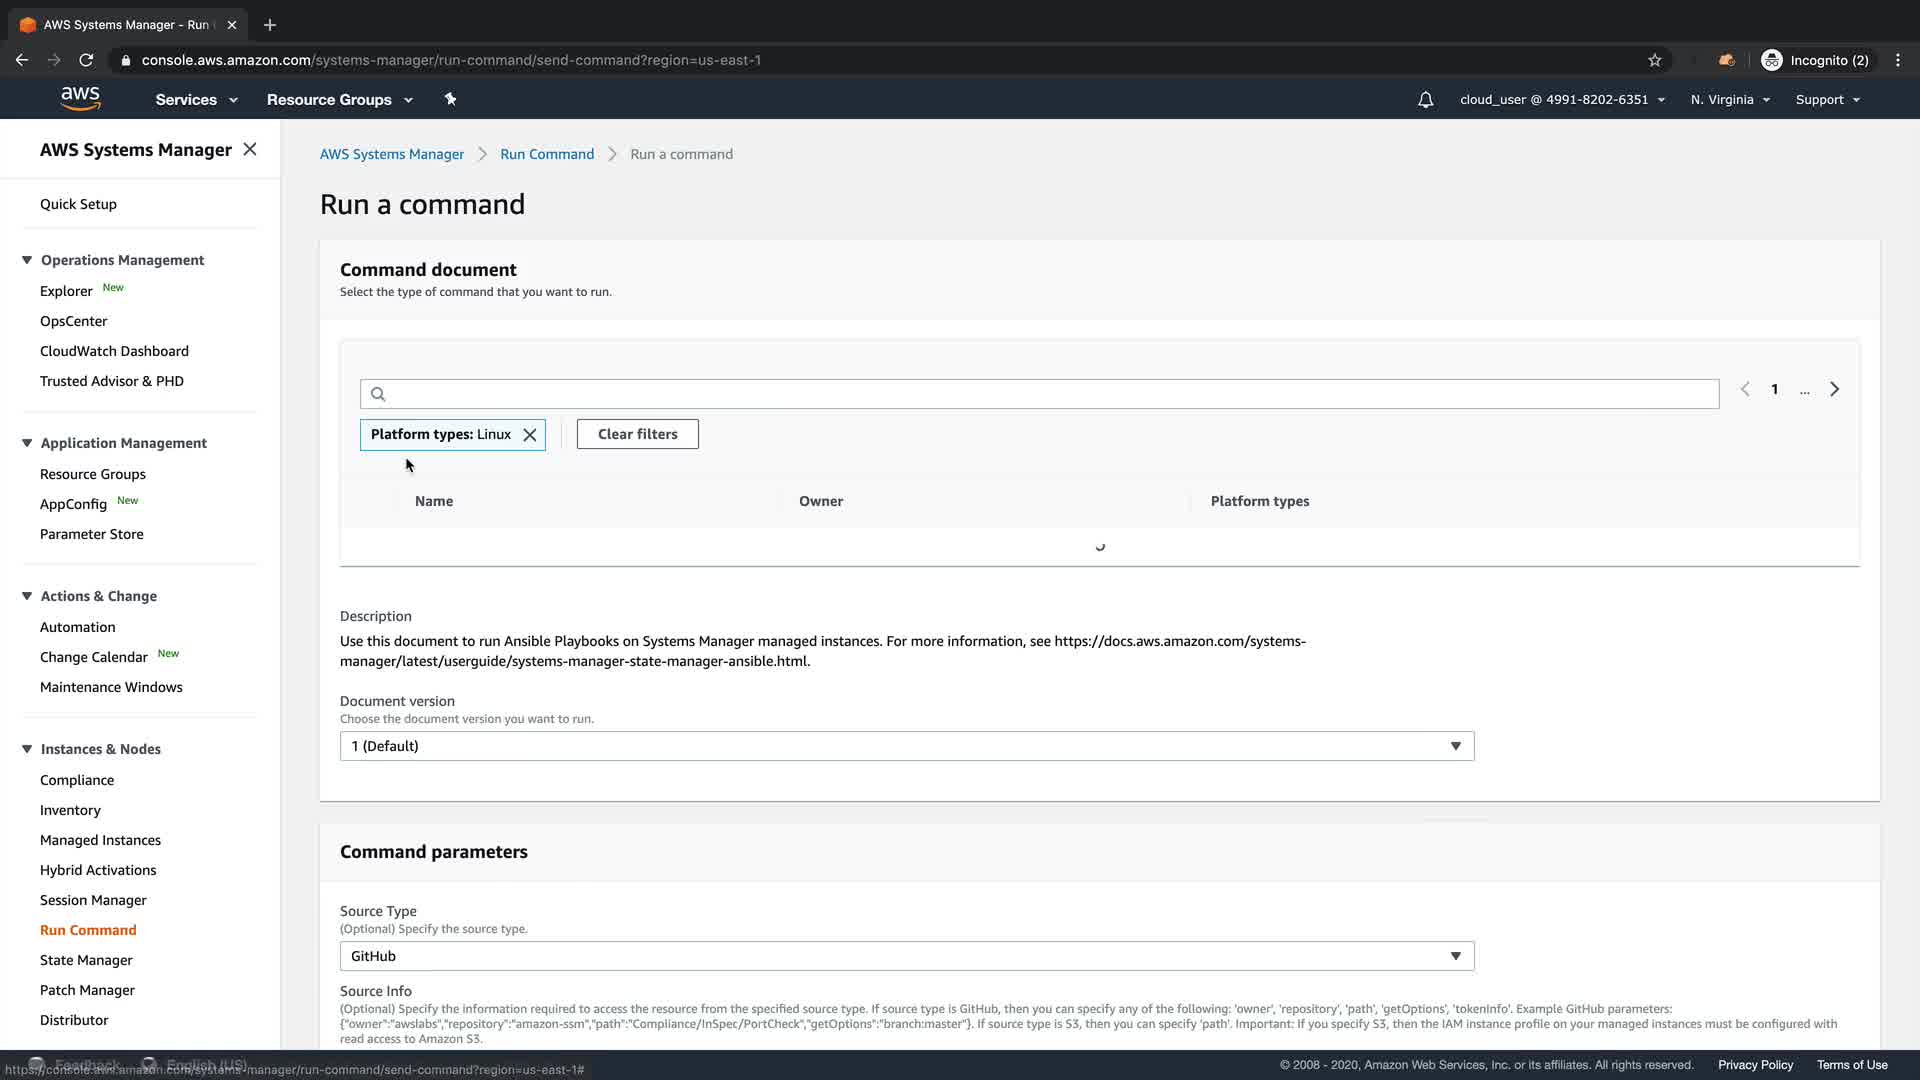 AWS Systems Manager - Run
console.aws.amazon.com/systems-manager/run-command/send-command?region=us-east-1
Incognito (2)
aws
Services
Resource Groups
cloud_user @ 4991-8202-6351
N. Virginia
Support
AWS Systems Manager
Quick Setup
Operations Management
Explorer New
OpsCenter
CloudWatch Dashboard
Trusted Advisor & PHD
Application Management
Resource Groups
AppConfig New
Parameter Store
Actions & Change
Automation
Change Calendar New
Maintenance Windows
Instances & Nodes
Compliance
Inventory
Managed Instances
Hybrid Activations
Session Manager
Run Command
State Manager
Patch Manager
Distributor
AWS Systems Manager > Run Command > Run a command
Run a command
Command document
Select the type of command that you want to run.
1 ...
Platform types: Linux
Clear filters
Name Owner Platform types
Description
Use this document to run Ansible Playbooks on Systems Manager managed instances. For more information, see https://docs.aws.amazon.com/systems-
manager/latest/userguide/systems-manager-state-manager-ansible.html.
Document version
Choose the document version you want to run.
1 (Default)
Command parameters
Source Type
(Optional) Specify the source type.
GitHub
Source Info
(Optional) Specify the information required to access the resource from the specified source type. If source type is GitHub, then you can specify any of the following: 'owner', 'repository', 'path', 'getOptions', 'tokenInfo'. Example GitHub parameters:
{"owner":"awslabs","repository":"amazon-ssm","path":"Compliance/InSpec/PortCheck","getOptions":"branch:master"}. If source type is S3, then you can specify 'path'. Important: If you specify S3, then the IAM instance profile on your managed instances must be configured with
read access to Amazon S3.
Feedback English (US)
https://console.aws.amazon.com/systems-manager/run-command/send-command?region=us-east-1#
© 2008 - 2020, Amazon Web Services, Inc. or its affiliates. All rights reserved.
Privacy Policy
Terms of Use